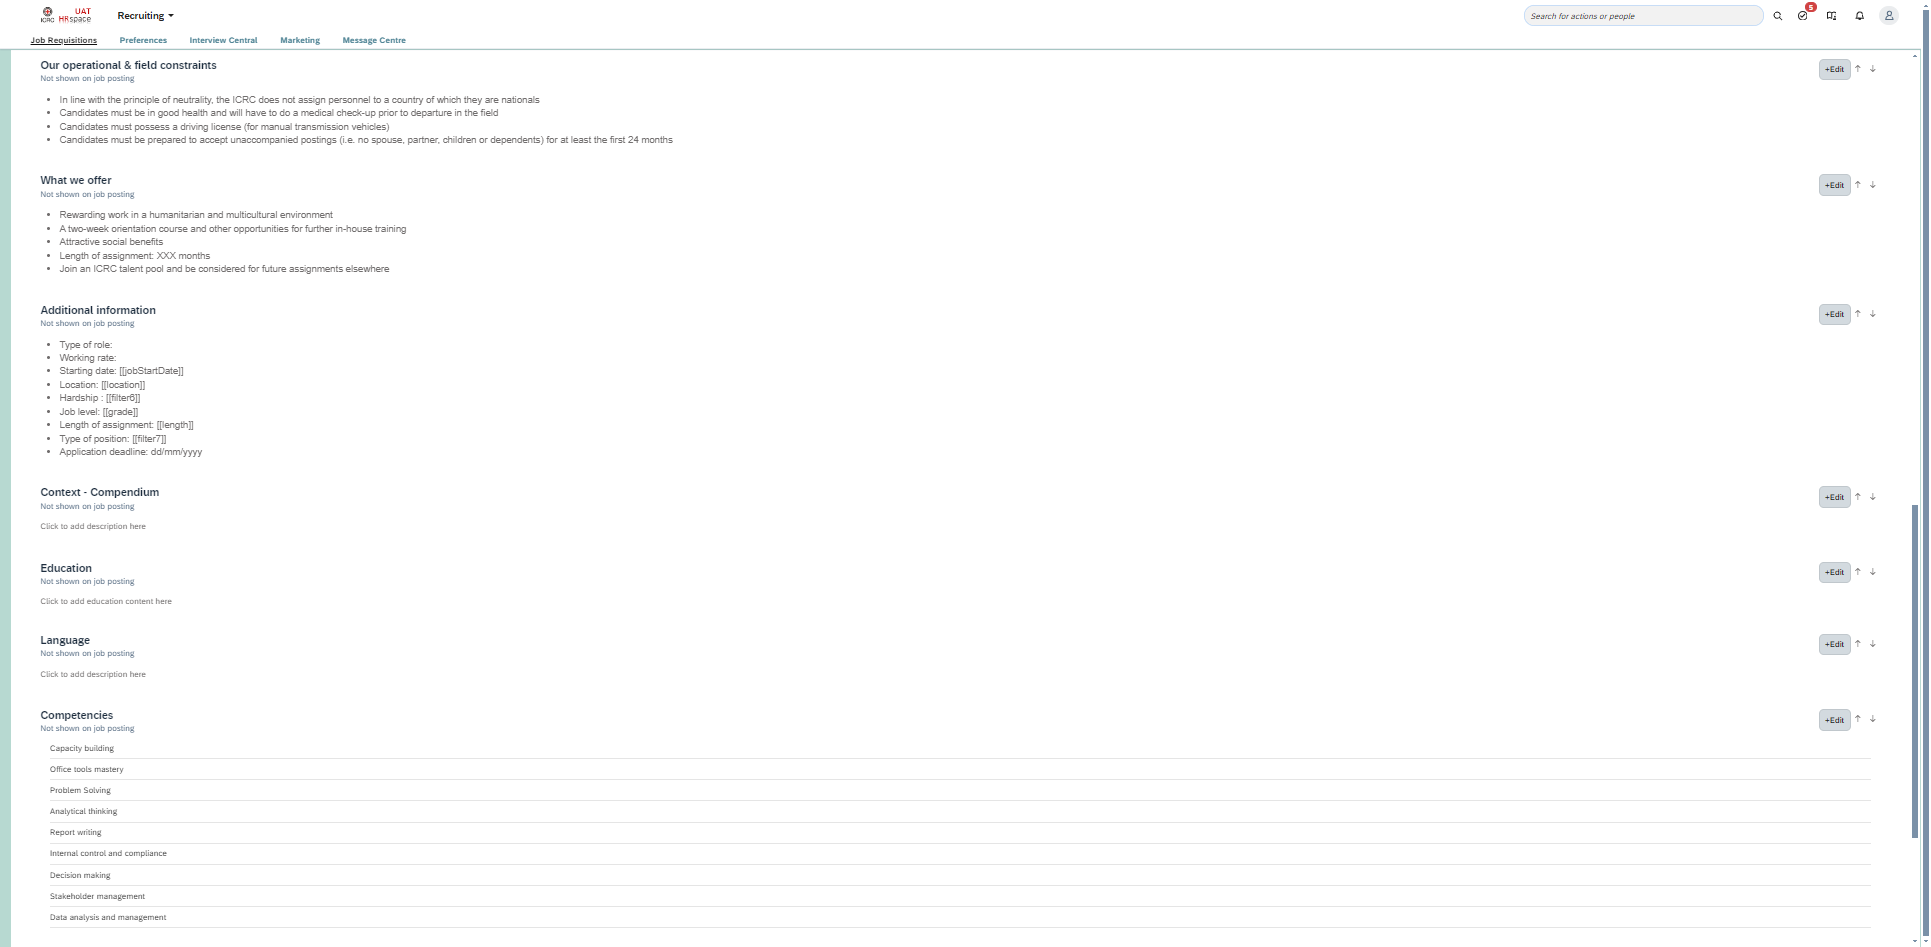 ICRC
UAT
HRspace
Recruiting
Search for actions or people
5
Job Requisitions
Preferences
Interview Central
Marketing
Message Centre
Our operational & field constraints
+Edit
Not shown on job posting
In line with the principle of neutrality, the ICRC does not assign personnel to a country of which they are nationals
Candidates must be in good health and will have to do a medical check-up prior to departure in the field
Candidates must possess a driving license (for manual transmission vehicles)
Candidates must be prepared to accept unaccompanied postings (i.e. no spouse, partner, children or dependents) for at least the first 24 months
What we offer
+Edit
Not shown on job posting
Rewarding work in a humanitarian and multicultural environment
A two-week orientation course and other opportunities for further in-house training
Attractive social benefits
Length of assignment: XXX months
Join an ICRC talent pool and be considered for future assignments elsewhere
Additional information
+Edit
Not shown on job posting
Type of role:
Working rate:
Starting date: [[jobStartDate]]
Location: [[location]]
Hardship : [[filter6]]
Job level: [[grade]]
Length of assignment: [[length]]
Type of position: [[filter7]]
Application deadline: dd/mm/yyyy
Context - Compendium
+Edit
Not shown on job posting
Click to add description here
Education
+Edit
Not shown on job posting
Click to add education content here
Language
+Edit
Not shown on job posting
Click to add description here
Competencies
+Edit
Not shown on job posting
Capacity building
Office tools mastery
Problem Solving
Analytical thinking
Report writing
Internal control and compliance
Decision making
Stakeholder management
Data analysis and management